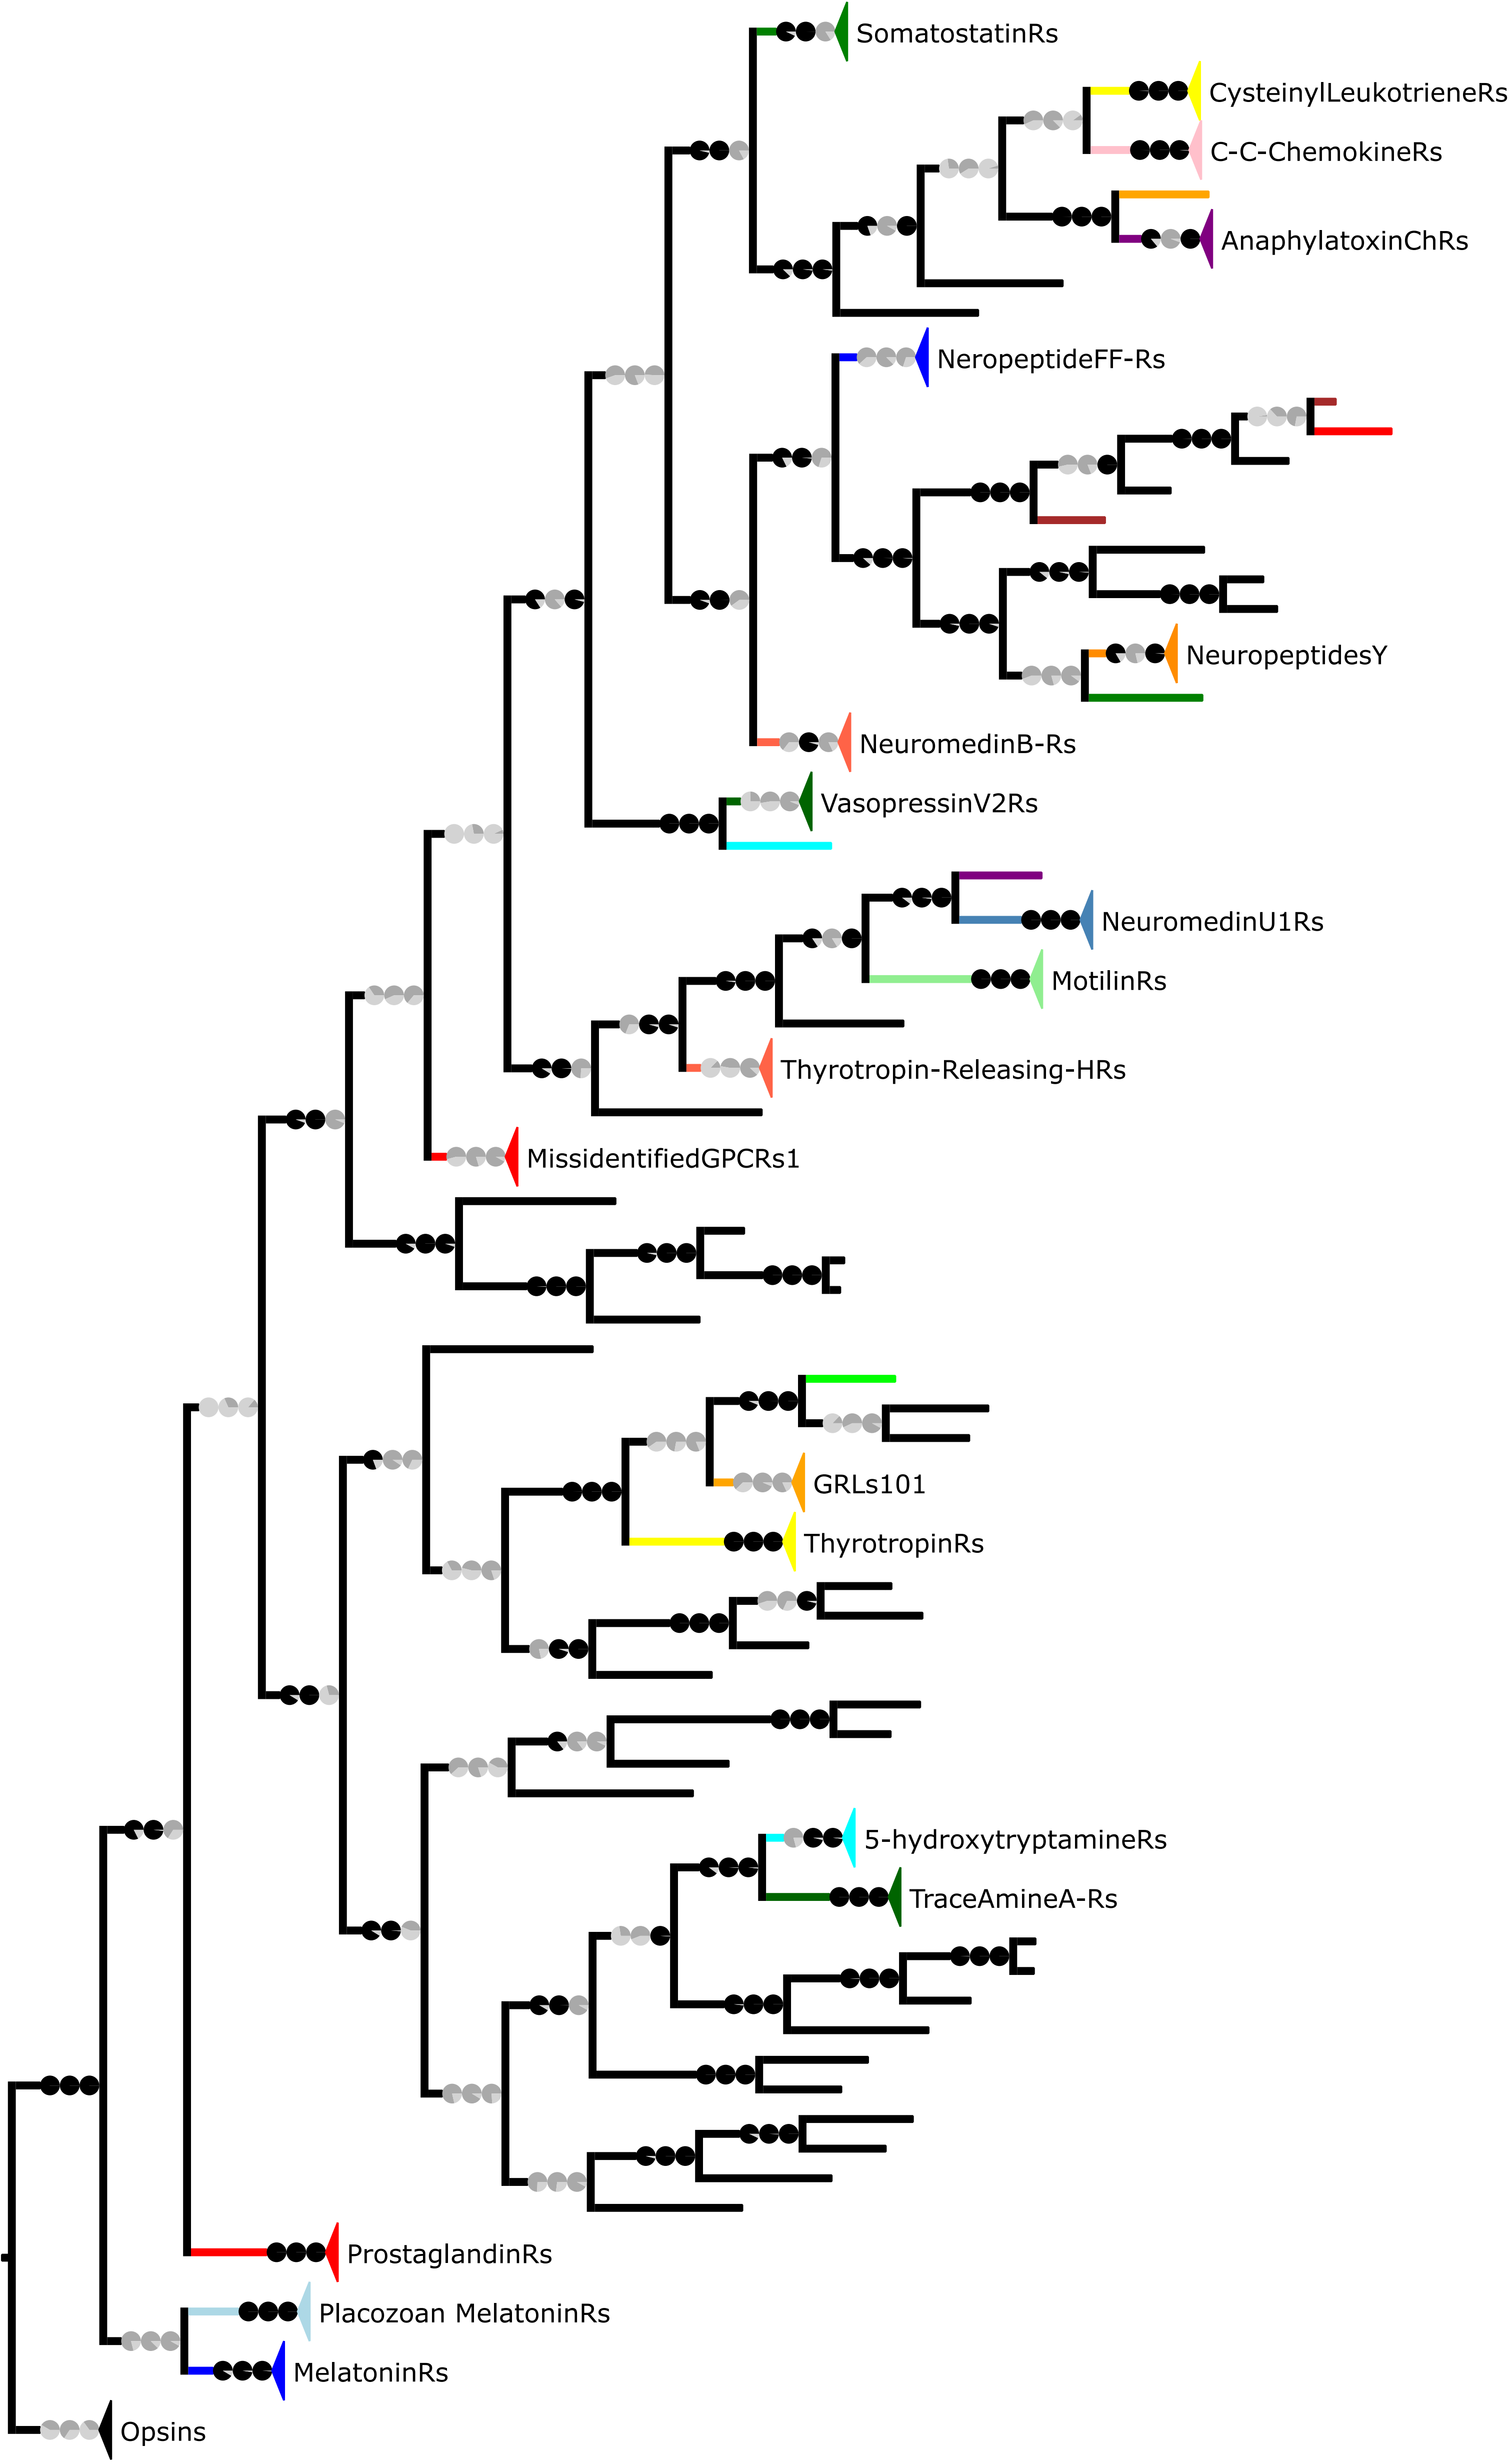 SomatostatinRs
CysteinylLeukotrieneRs
C-C-ChemokineRs
AnaphylatoxinChRs
NeropeptideFF-Rs
NeuropeptidesY
NeuromedinB-Rs
VasopressinV2Rs
NeuromedinU1Rs
MotilinRs
Thyrotropin-Releasing-HRs
MissidentifiedGPCRs1
GRLs101
ThyrotropinRs
5-hydroxytryptamineRs
TraceAmineA-Rs
ProstaglandinRs
Placozoan MelatoninRs
MelatoninRs
Opsins